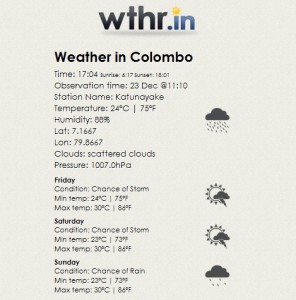 wthr.in
Weather in Colombo
Time: 17:04 Sunrise: 6:17 Sunset: 18:01
Observation time: 23 Dec @11:10
Station Name: Katunayake
Temperature: 24°C | 75°F
Humidity: 88%
Lat: 7.1667
Lon: 79.8667
Clouds: scattered clouds
Pressure: 1007.0hPa
Friday
Condition: Chance of Storm
Min temp: 24°C | 75°F
Max temp: 30°C | 86°F
Saturday
Condition: Chance of Storm
Min temp: 23°C | 73°F
Max temp: 30°C | 86°F
Sunday
Condition: Chance of Rain
Min temp: 23°C | 73°F
Max temp: 30°C | 86°F